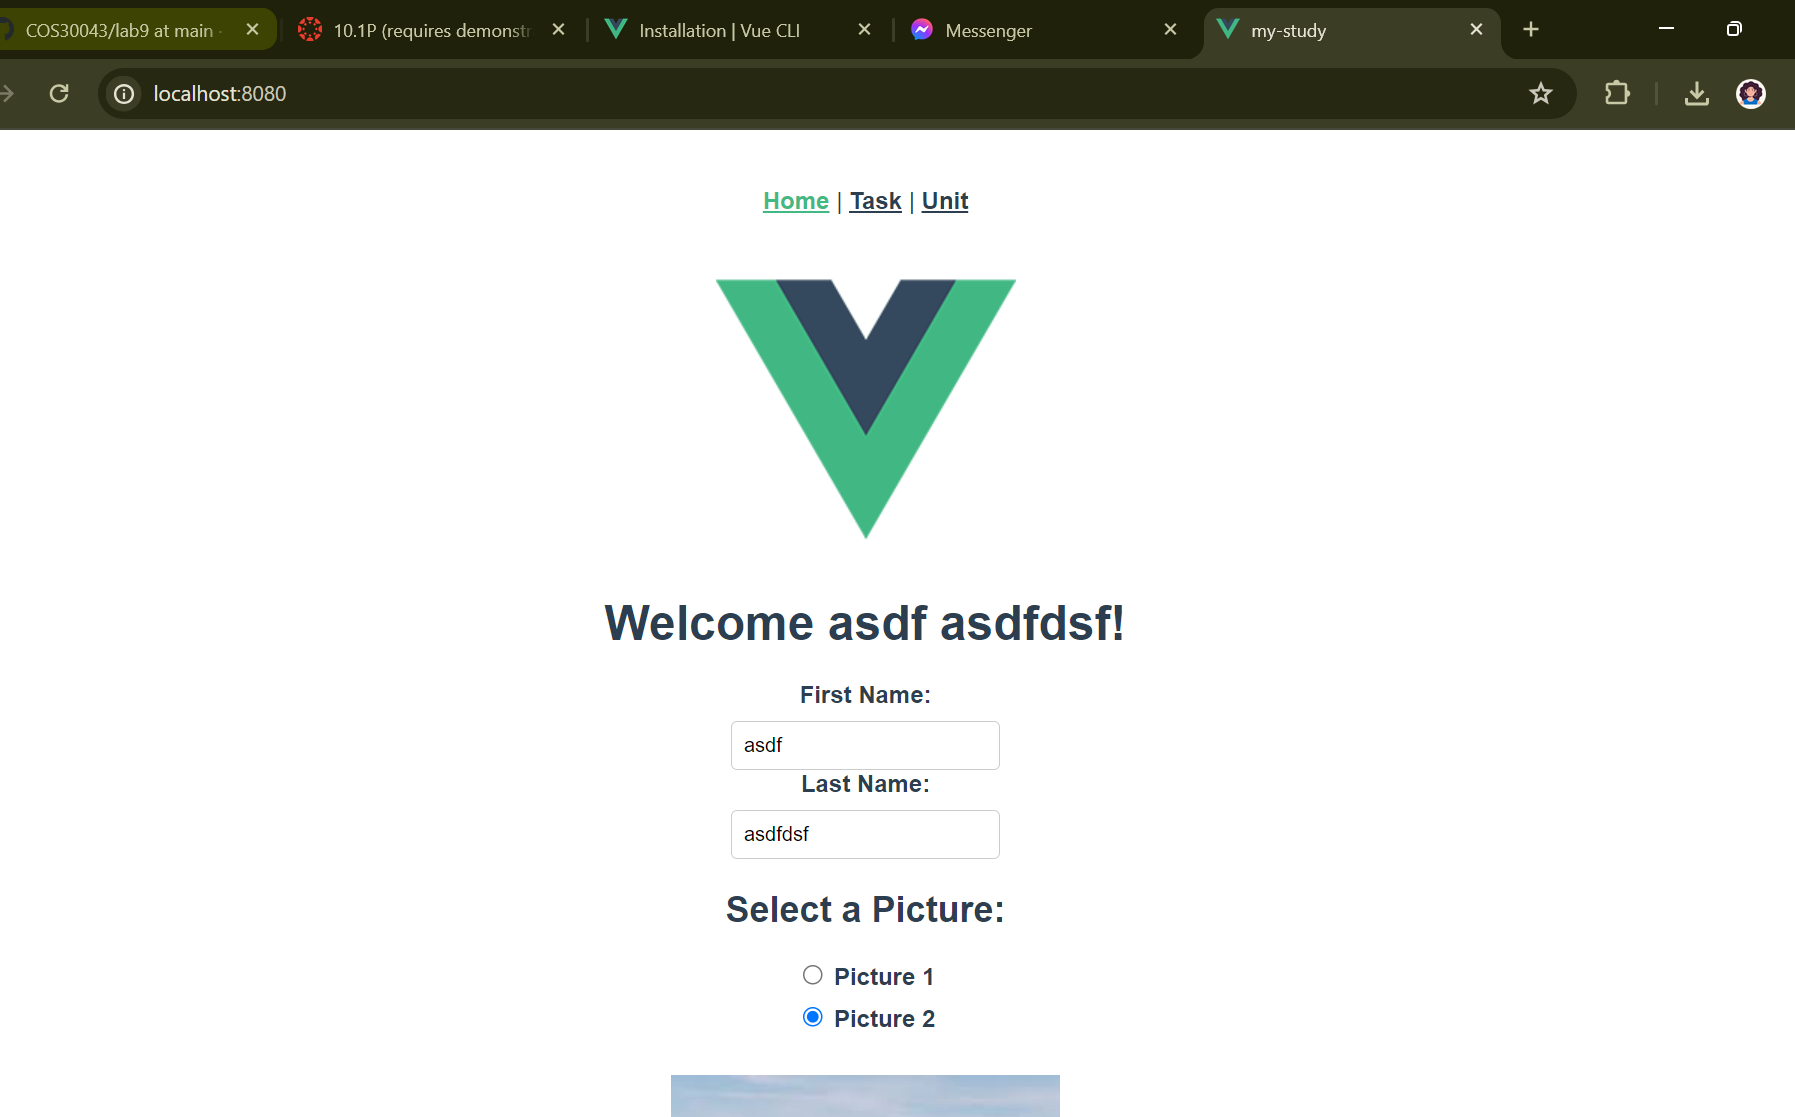 COS30043/lab9 at main
10.1P (requires demonstr
Installation | Vue CLI
Messenger
my-study
localhost:8080
Home | Task | Unit
Welcome asdf asdfdsf!
First Name:
asdf
Last Name:
asdfdsf
Select a Picture:
Picture 1
Picture 2